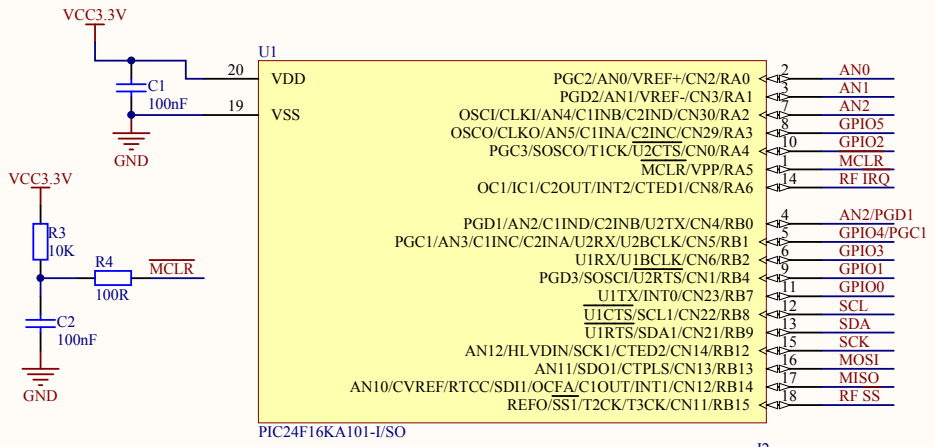 VCC3.3V
U1
20 VDD
C1
100nF
19 VSS
GND
PGC2/AN0/VREF+/CN2/RA0 2 AN0
PGD2/AN1/VREF-/CN3/RA1 3 AN1
OSCI/CLKI/AN4/C1INB/C2IND/CN30/RA2 7 AN2
OSCO/CLKO/AN5/C1INA/C2INC/CN29/RA3 8 GPIO5
PGC3/SOSCO/T1CK/U2CTS/CN0/RA4 10 GPIO2
MCLR/VPP/RA5 1 MCLR
OC1/IC1/C2OUT/INT2/CTED1/CN8/RA6 14 RF IRQ
VCC3.3V
R3
10K
R4
100R
MCLR
C2
100nF
GND
PGD1/AN2/C1IND/C2INB/U2TX/CN4/RB0 4 AN2/PGD1
PGC1/AN3/C1INC/C2INA/U2RX/U2BCLK/CN5/RB1 5 GPIO4/PGC1
U1RX/U1BCLK/CN6/RB2 6 GPIO3
PGD3/SOSCI/U2RTS/CN1/RB4 9 GPIO1
U1TX/INT0/CN23/RB7 11 GPIO0
U1CTS/SCL1/CN22/RB8 12 SCL
U1RTS/SDA1/CN21/RB9 13 SDA
AN12/HLVDIN/SCK1/CTED2/CN14/RB12 15 SCK
AN11/SDO1/CTPLS/CN13/RB13 16 MOSI
AN10/CVREF/RTCC/SDI1/OCFA/C1OUT/INT1/CN12/RB14 17 MISO
REFO/SS1/T2CK/T3CK/CN11/RB15 18 RF SS
PIC24F16KA101-I/SO